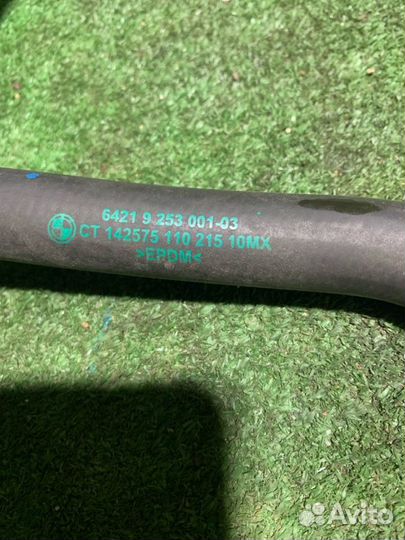 6421 9 253 001-03
CT 142575 110 215 10MX
>EPDM<
Avito